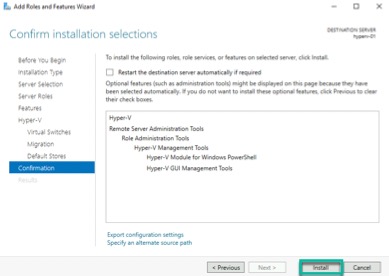 Add Roles and Features Wizard
Confirm installation selections
DESTINATION SERVER
hyperv-01
Before You Begin
Installation Type
Server Selection
Server Roles
Features
Hyper-V
Virtual Switches
Migration
Default Stores
Confirmation
Results
To install the following roles, role services, or features on selected server, click Install.
Restart the destination server automatically if required
Optional features (such as administration tools) might be displayed on this page because they
have been selected automatically. If you do not want to install these optional features, click Previous to clear
their check boxes.
Hyper-V
Remote Server Administration Tools
Role Administration Tools
Hyper-V Management Tools
Hyper-V Module for Windows PowerShell
Hyper-V GUI Management Tools
Export configuration settings
Specify an alternate source path
< Previous
Next >
Install
Cancel